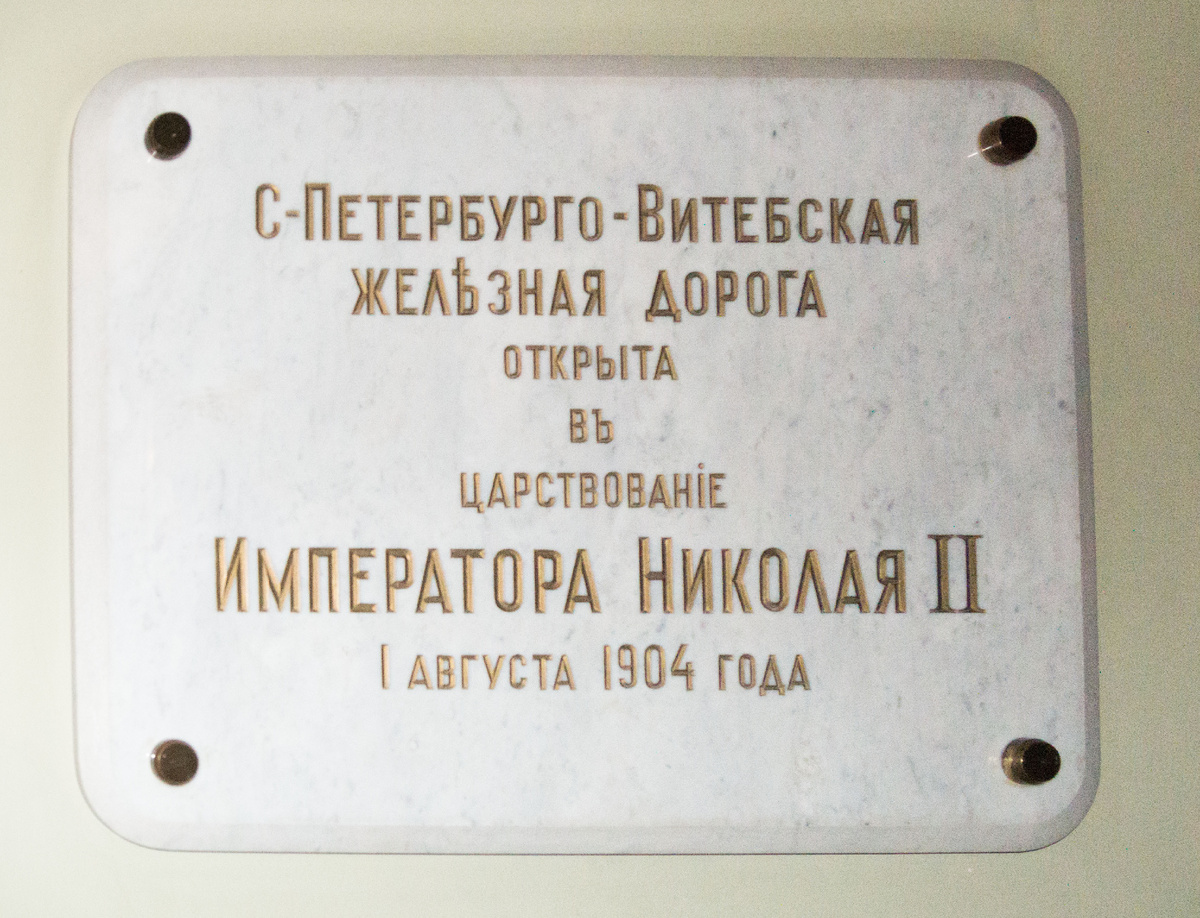 С-Петербурго-Витебская
желѣзная дорога
открыта
въ
царствованіе
Императора Николая II
1 августа 1904 года